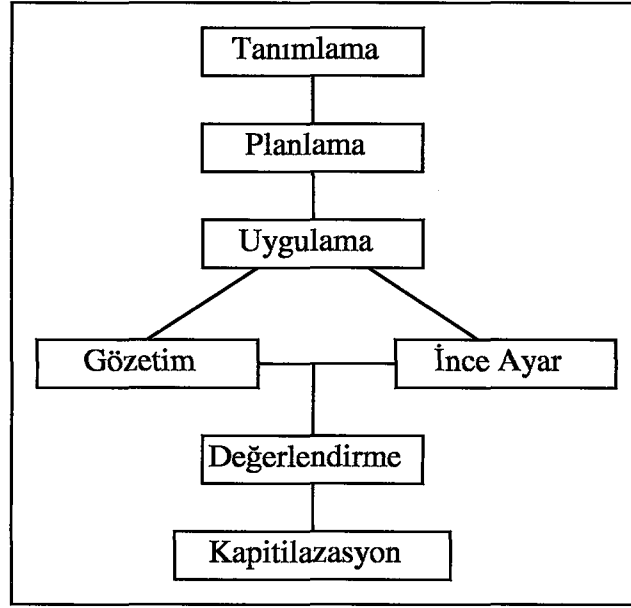 Tanımlama
Planlama
Uygulama
Gözetim
İnce Ayar
Değerlendirme
Kapitilazasyon